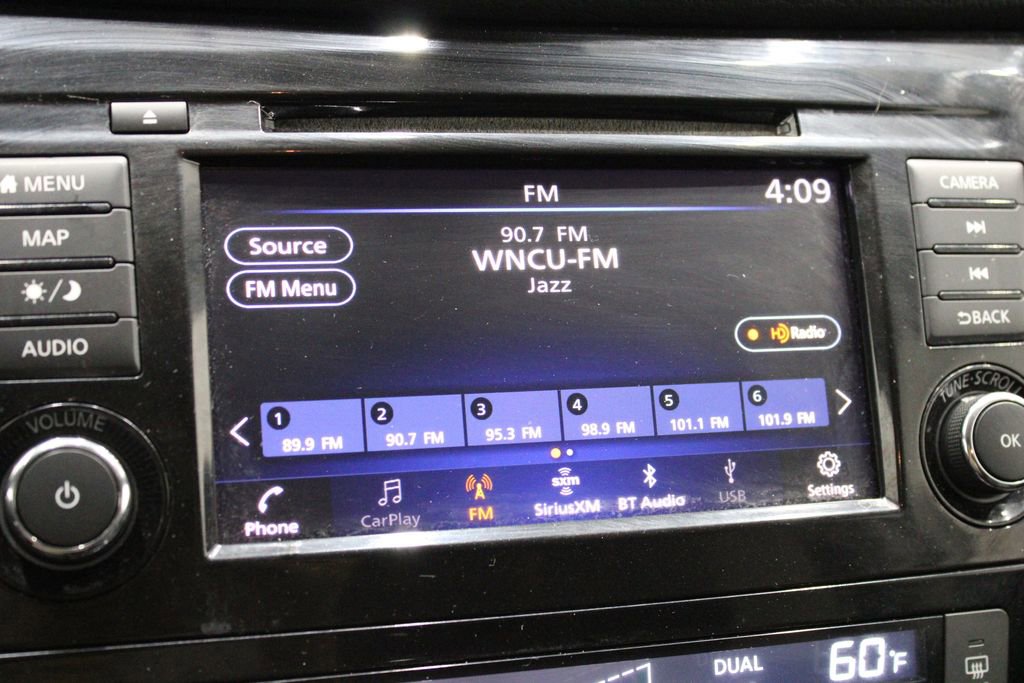 MENU
MAP
AUDIO
VOLUME
FM
4:09
Source
FM Menu
90.7 FM
WNCU-FM
Jazz
HD Radio
1 89.9 FM
2 90.7 FM
3 95.3 FM
4 98.9 FM
5 101.1 FM
6 101.9 FM
Phone
CarPlay
FM
sxm
SiriusXM
BT Audio
USB
Settings
CAMERA
BACK
TUNE·SCROLL
OK
DUAL
60°F